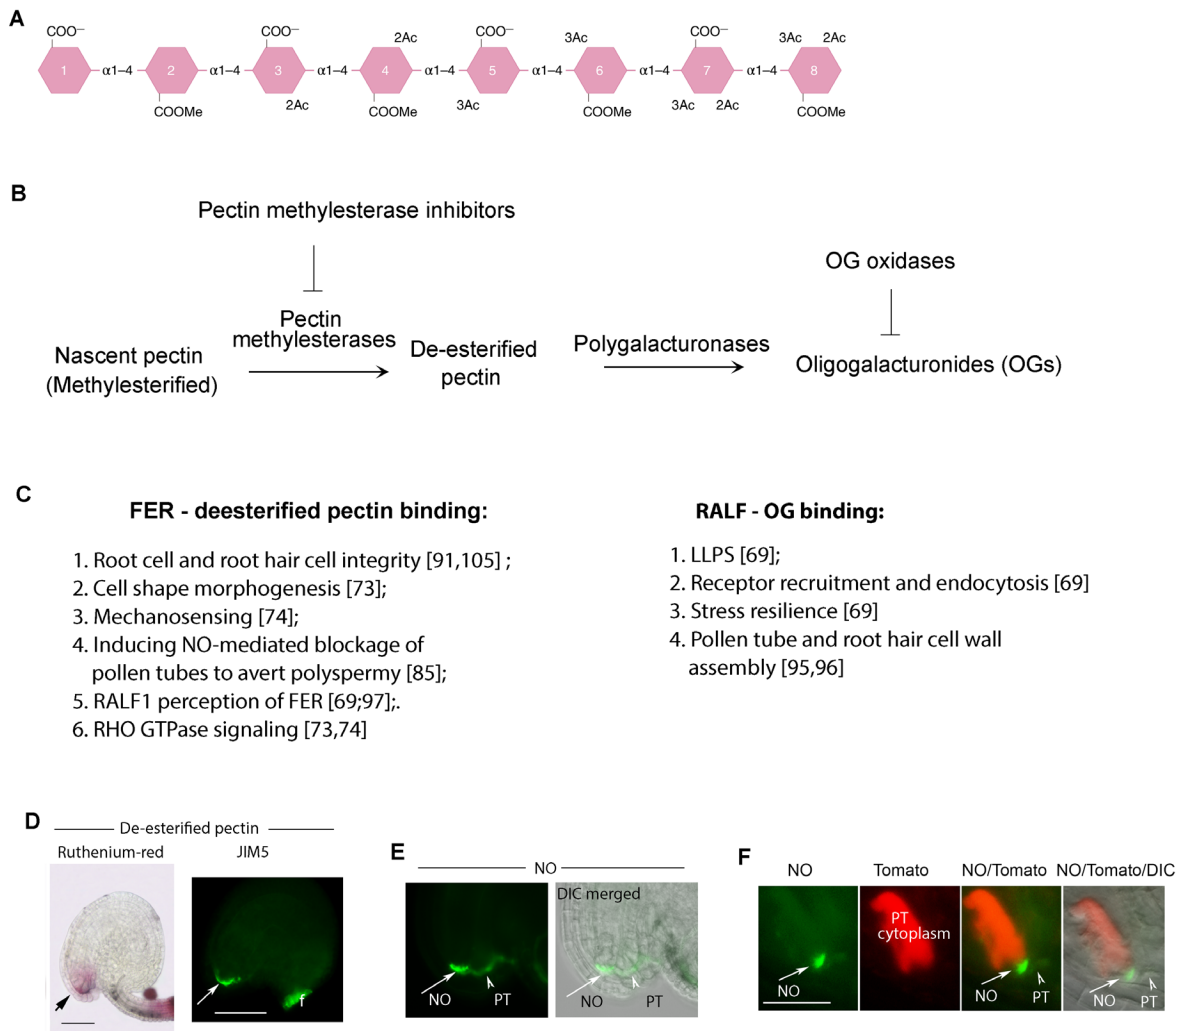 A
COO⁻ COO⁻ 2Ac COO⁻ 3Ac COO⁻ 3Ac 2Ac
1 α1–4 2 α1–4 3 α1–4 4 α1–4 5 α1–4 6 α1–4 7 α1–4 8
COOMe 2Ac COOMe 3Ac COOMe 3Ac 2Ac COOMe
B
Pectin methylesterase inhibitors
OG oxidases
Pectin
methylesterases
Nascent pectin
(Methylesterified)
De-esterified
pectin
Polygalacturonases
Oligogalacturonides (OGs)
C
FER - deesterified pectin binding:
1. Root cell and root hair cell integrity [91,105] ;
2. Cell shape morphogenesis [73];
3. Mechanosensing [74];
4. Inducing NO-mediated blockage of
pollen tubes to avert polyspermy [85];
5. RALF1 perception of FER [69;97];.
6. RHO GTPase signaling [73,74]
RALF - OG binding:
1. LLPS [69];
2. Receptor recruitment and endocytosis [69]
3. Stress resilience [69]
4. Pollen tube and root hair cell wall
assembly [95,96]
D
De-esterified pectin
Ruthenium-red JIM5
f
E
NO
DIC merged
NO PT NO PT
F
NO Tomato NO/Tomato NO/Tomato/DIC
PT
cytoplasm
NO NO PT NO PT